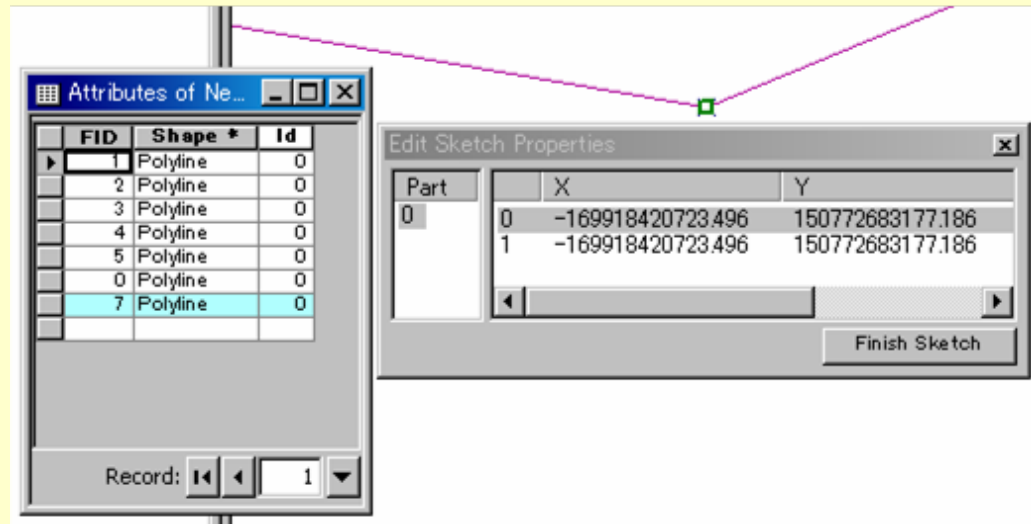 Attributes of Ne...
FID Shape * Id
1 Polyline 0
2 Polyline 0
3 Polyline 0
4 Polyline 0
5 Polyline 0
0 Polyline 0
7 Polyline 0
Record: 1
Edit Sketch Properties
Part X Y
0 0 -169918420723.496 150772683177.186
1 -169918420723.496 150772683177.186
Finish Sketch